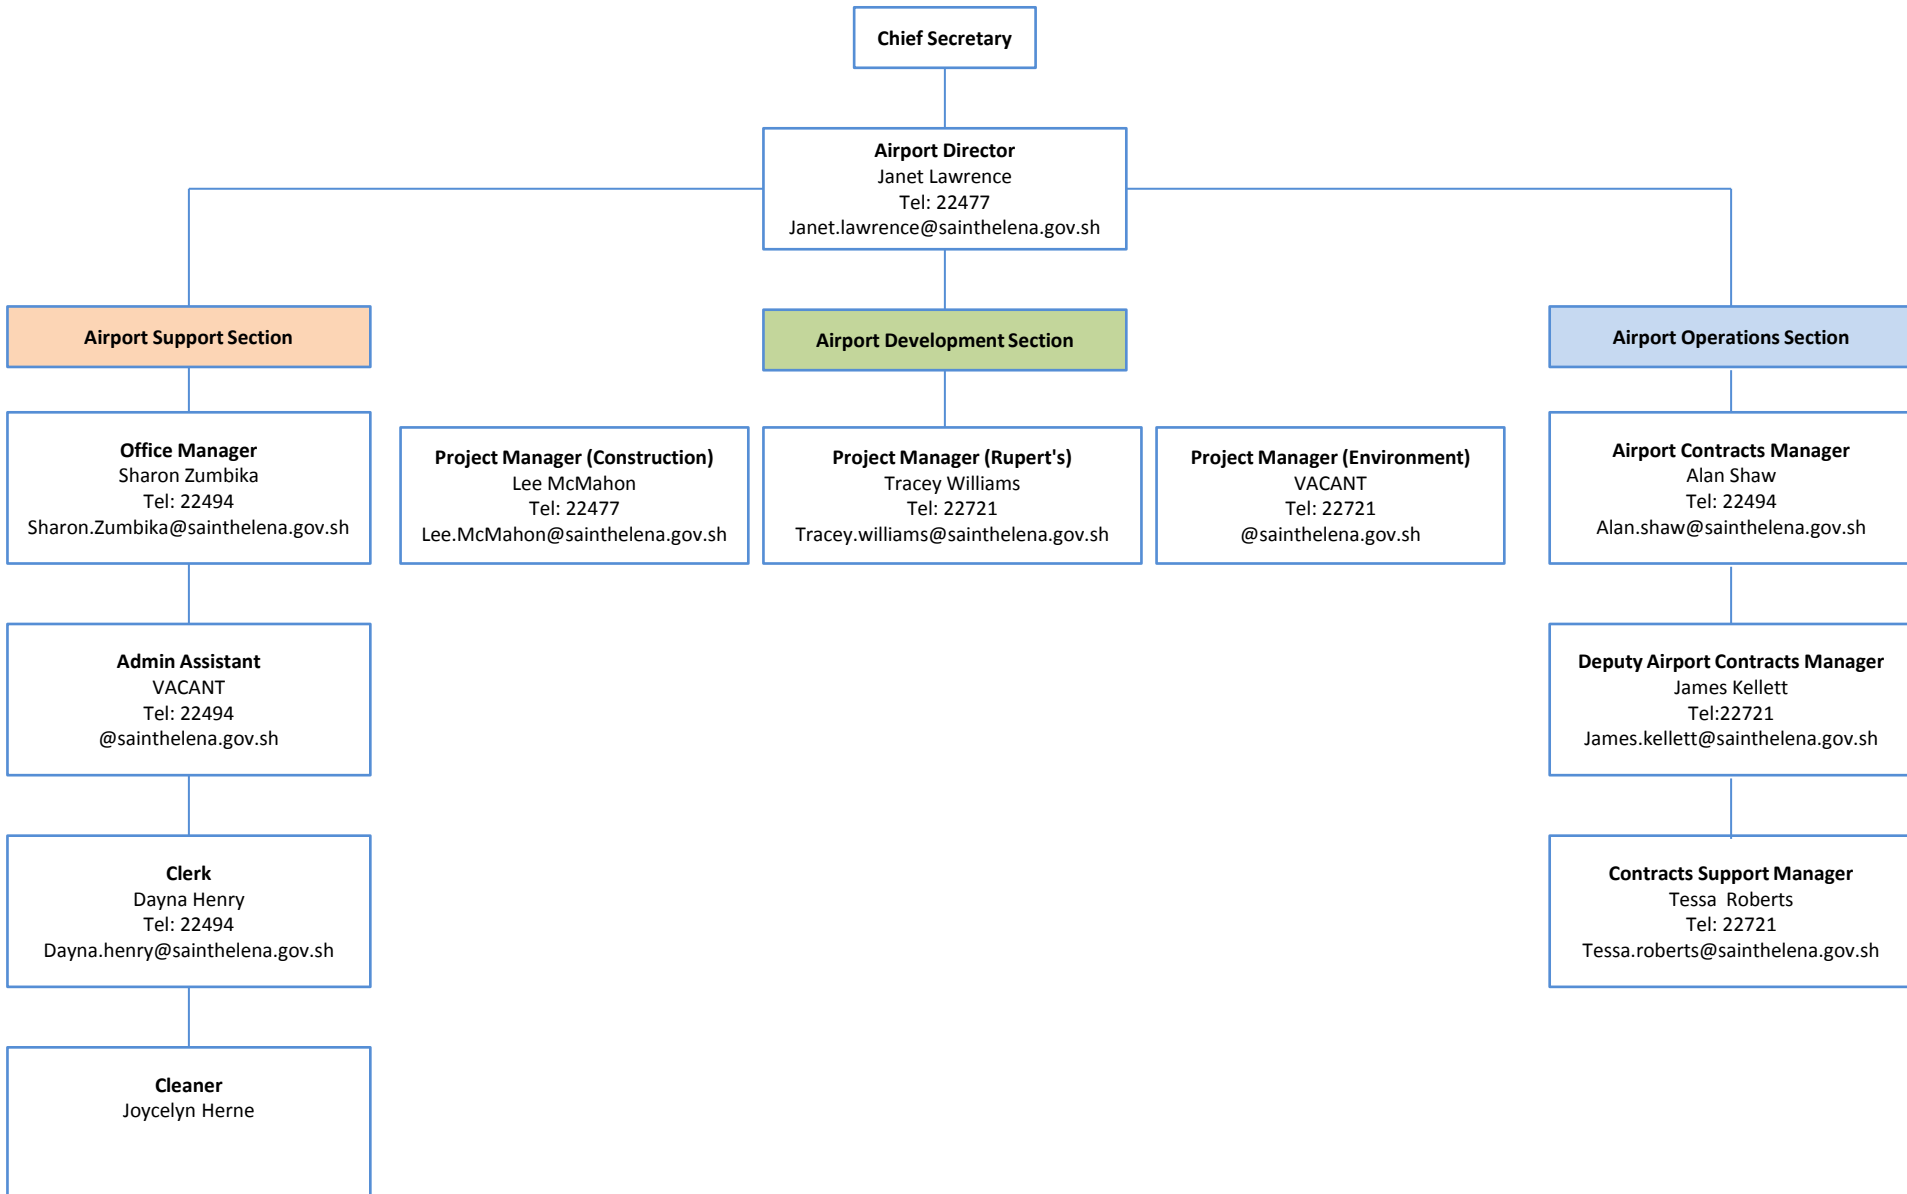 Chief Secretary
Airport Director
Janet Lawrence
Tel: 22477
Janet.lawrence@sainthelena.gov.sh
Airport Support Section
Airport Development Section
Airport Operations Section
Office Manager
Sharon Zumbika
Tel: 22494
Sharon.Zumbika@sainthelena.gov.sh
Project Manager (Construction)
Lee McMahon
Tel: 22477
Lee.McMahon@sainthelena.gov.sh
Project Manager (Rupert's)
Tracey Williams
Tel: 22721
Tracey.williams@sainthelena.gov.sh
Project Manager (Environment)
VACANT
Tel: 22721
@sainthelena.gov.sh
Airport Contracts Manager
Alan Shaw
Tel: 22494
Alan.shaw@sainthelena.gov.sh
Admin Assistant
VACANT
Tel: 22494
@sainthelena.gov.sh
Deputy Airport Contracts Manager
James Kellett
Tel:22721
James.kellett@sainthelena.gov.sh
Clerk
Dayna Henry
Tel: 22494
Dayna.henry@sainthelena.gov.sh
Contracts Support Manager
Tessa  Roberts
Tel: 22721
Tessa.roberts@sainthelena.gov.sh
Cleaner
Joycelyn Herne